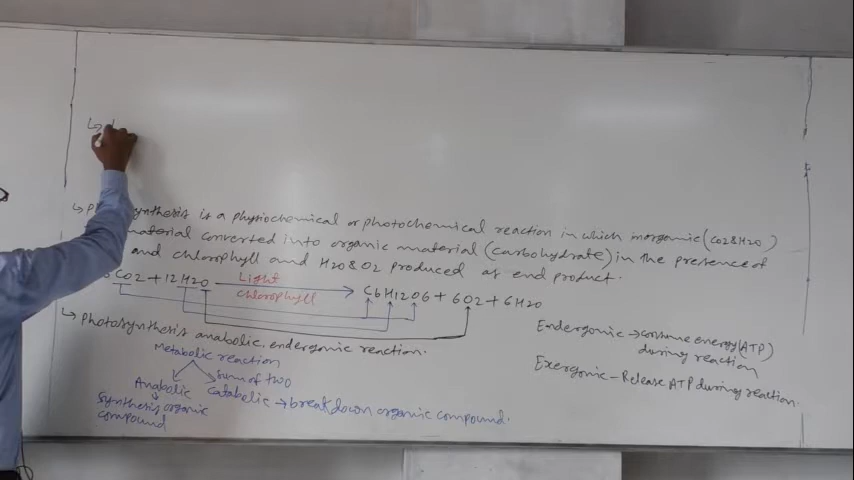 synthesis is a physiochemical or photochemical reaction in which inorganic (CO2&H2O)
material converted into organic material (carbohydrate) in the presence of
and chlorophyll and H2O&O2 produced as end product.
CO2 + 12H2O Light Chlorophyll → C6H12O6 + 6O2 + 6H2O
↳ Photosynthesis anabolic, endergonic reaction.
Metabolic reaction
sum of two
Anabolic
Catabolic → breakdown organic compound.
Synthesis organic
compound
Endergonic → consume energy (ATP)
during reaction
Exergonic - Release ATP during reaction.